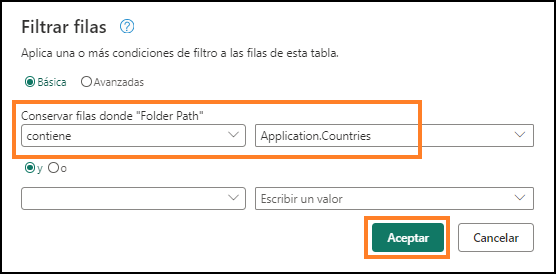 Filtrar filas
Aplica una o más condiciones de filtro a las filas de esta tabla.
Básica Avanzadas
Conservar filas donde "Folder Path"
contiene Application.Countries
y o
Escribir un valor
Aceptar Cancelar